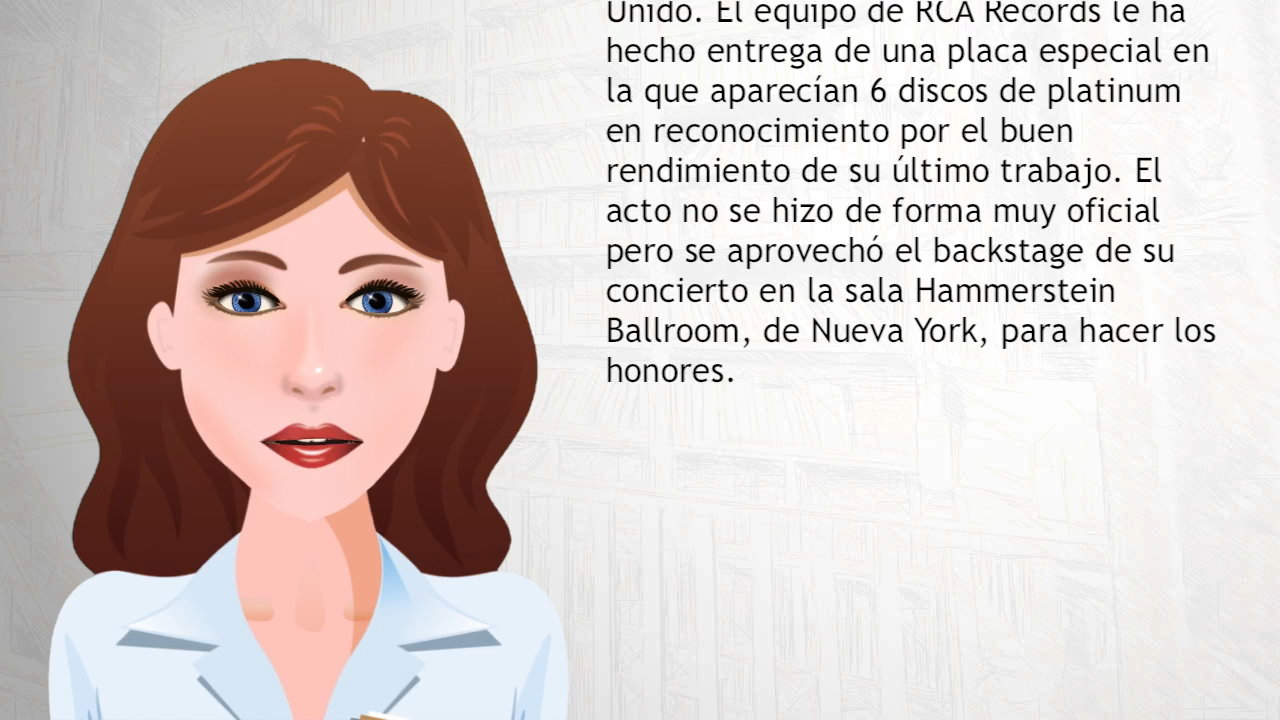 Unido. El equipo de RCA Records le ha
hecho entrega de una placa especial en
la que aparecían 6 discos de platinum
en reconocimiento por el buen
rendimiento de su último trabajo. El
acto no se hizo de forma muy oficial
pero se aprovechó el backstage de su
concierto en la sala Hammerstein
Ballroom, de Nueva York, para hacer los
honores.